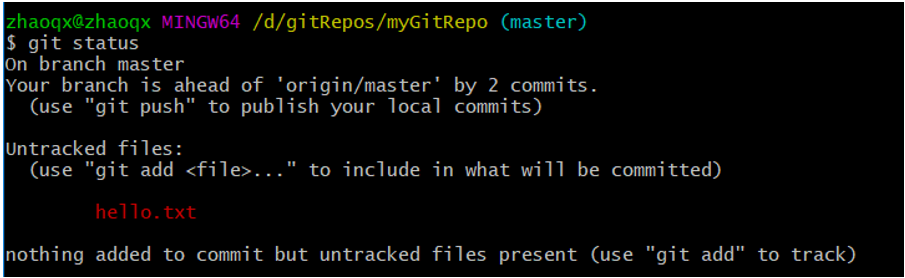 zhaoqx@zhaoqx MINGW64 /d/gitRepos/myGitRepo (master)
$ git status
On branch master
Your branch is ahead of 'origin/master' by 2 commits.
  (use "git push" to publish your local commits)

Untracked files:
  (use "git add <file>..." to include in what will be committed)

        hello.txt

nothing added to commit but untracked files present (use "git add" to track)